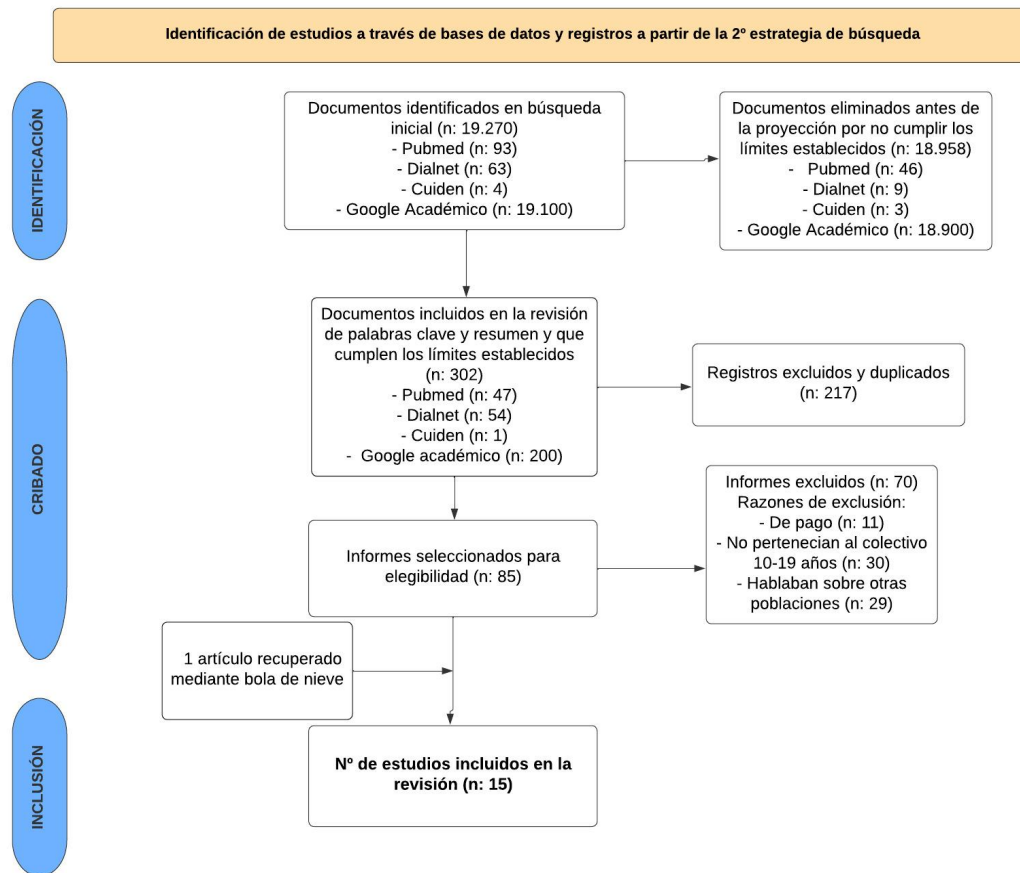 Identificación de estudios a través de bases de datos y registros a partir de la 2º estrategia de búsqueda
IDENTIFICACIÓN
Documentos identificados en búsqueda
inicial (n: 19.270)
- Pubmed (n: 93)
- Dialnet (n: 63)
- Cuiden (n: 4)
- Google Académico (n: 19.100)
Documentos eliminados antes de
la proyección por no cumplir los
límites establecidos (n: 18.958)
- Pubmed (n: 46)
- Dialnet (n: 9)
- Cuiden (n: 3)
- Google Académico (n: 18.900)
CRIBADO
Documentos incluidos en la revisión
de palabras clave y resumen y que
cumplen los límites establecidos
(n: 302)
- Pubmed (n: 47)
- Dialnet (n: 54)
- Cuiden (n: 1)
- Google académico (n: 200)
Registros excluidos y duplicados
(n: 217)
Informes seleccionados para
elegibilidad (n: 85)
Informes excluidos (n: 70)
Razones de exclusión:
- De pago (n: 11)
- No pertenecian al colectivo
10-19 años (n: 30)
- Hablaban sobre otras
poblaciones (n: 29)
1 artículo recuperado
mediante bola de nieve
INCLUSIÓN
Nº de estudios incluidos en la
revisión (n: 15)